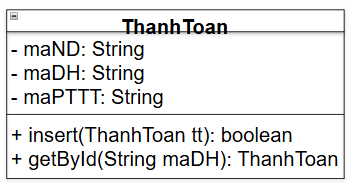 ThanhToan
- maND: String
- maDH: String
- maPTTT: String
+ insert(ThanhToan tt): boolean
+ getById(String maDH): ThanhToan